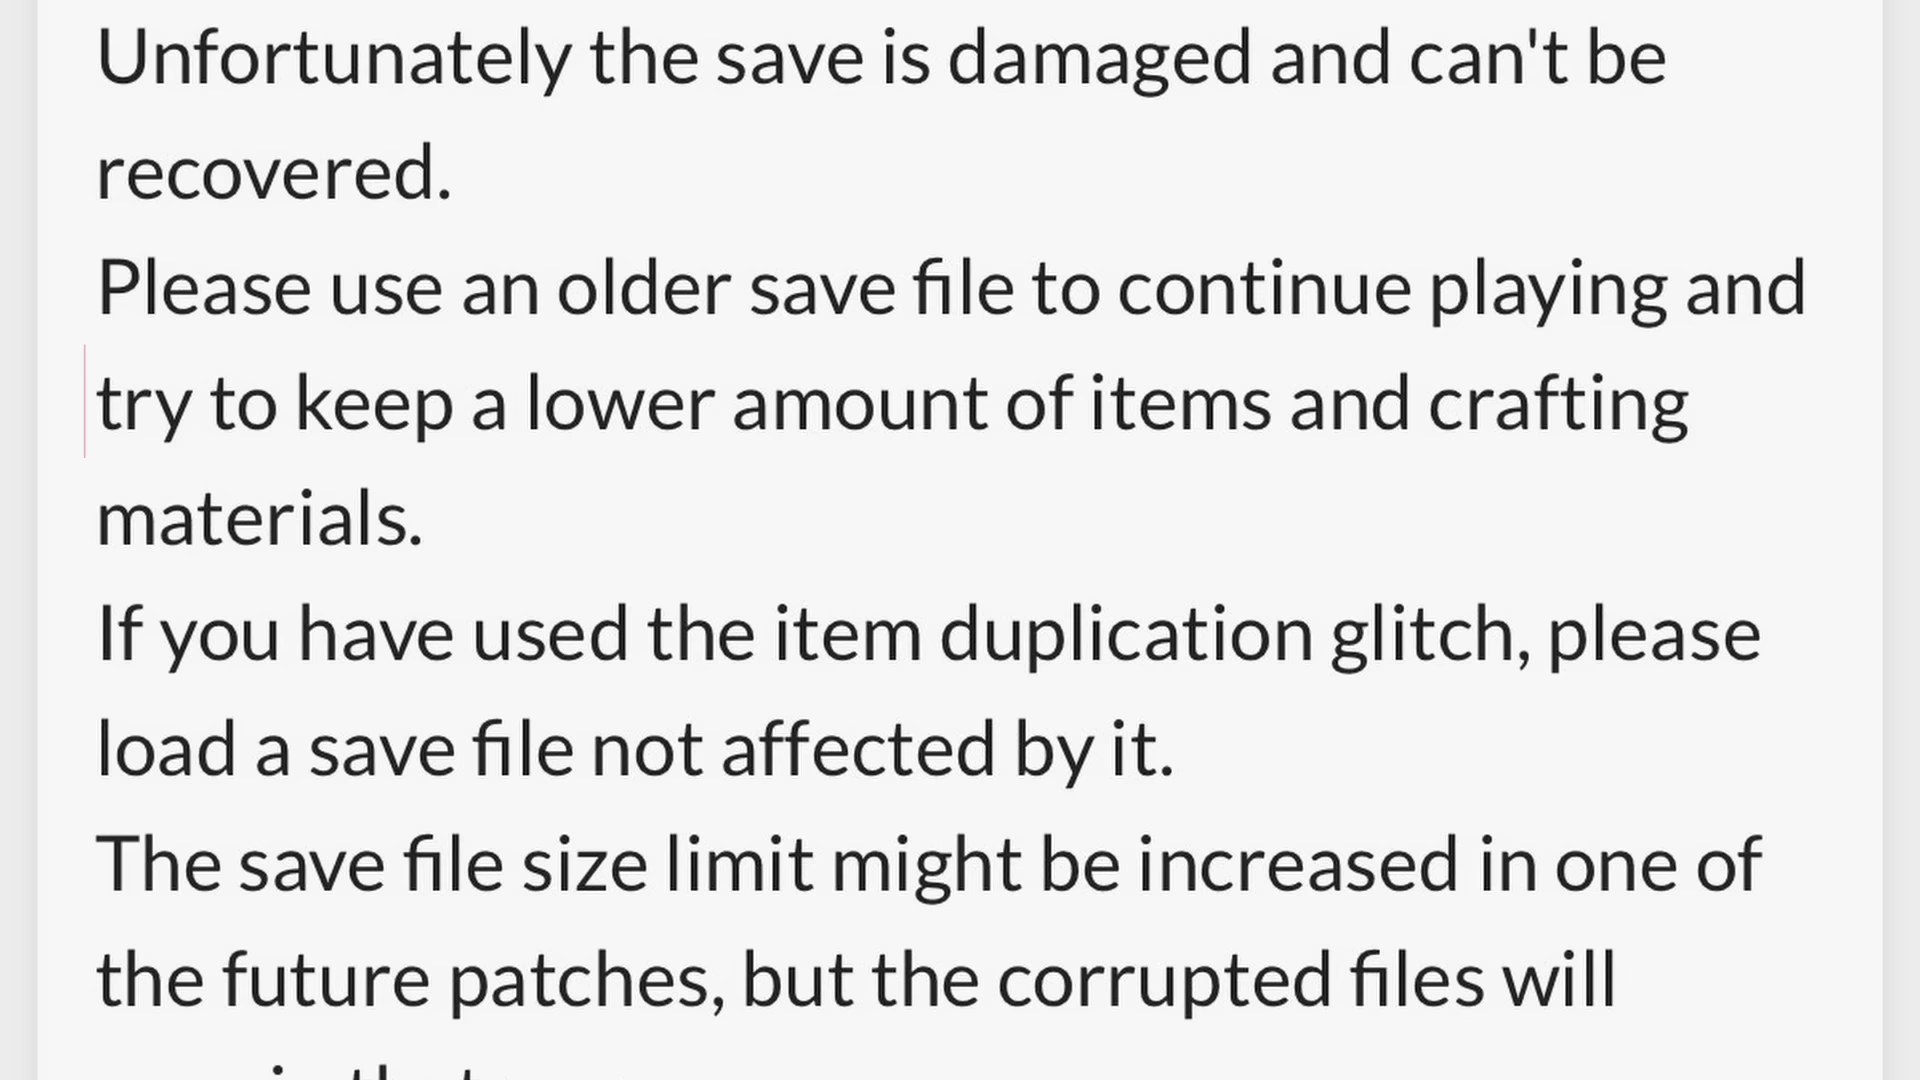 Unfortunately the save is damaged and can't be
recovered.
Please use an older save file to continue playing and
try to keep a lower amount of items and crafting
materials.
If you have used the item duplication glitch, please
load a save file not affected by it.
The save file size limit might be increased in one of
the future patches, but the corrupted files will